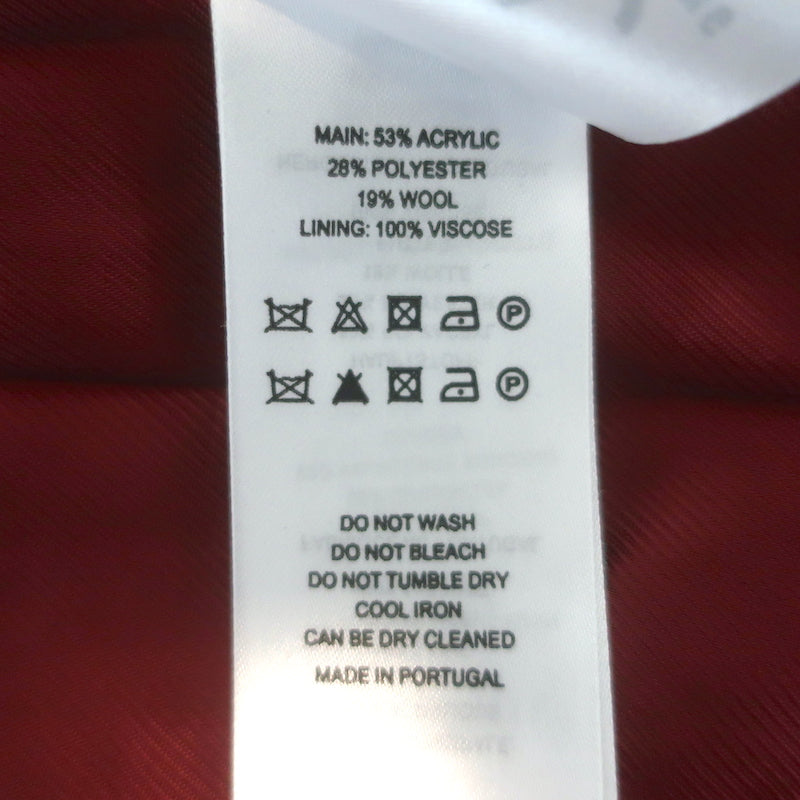 MAIN: 53% ACRYLIC
28% POLYESTER
19% WOOL
LINING: 100% VISCOSE
P
P
DO NOT WASH
DO NOT BLEACH
DO NOT TUMBLE DRY
COOL IRON
CAN BE DRY CLEANED
MADE IN PORTUGAL